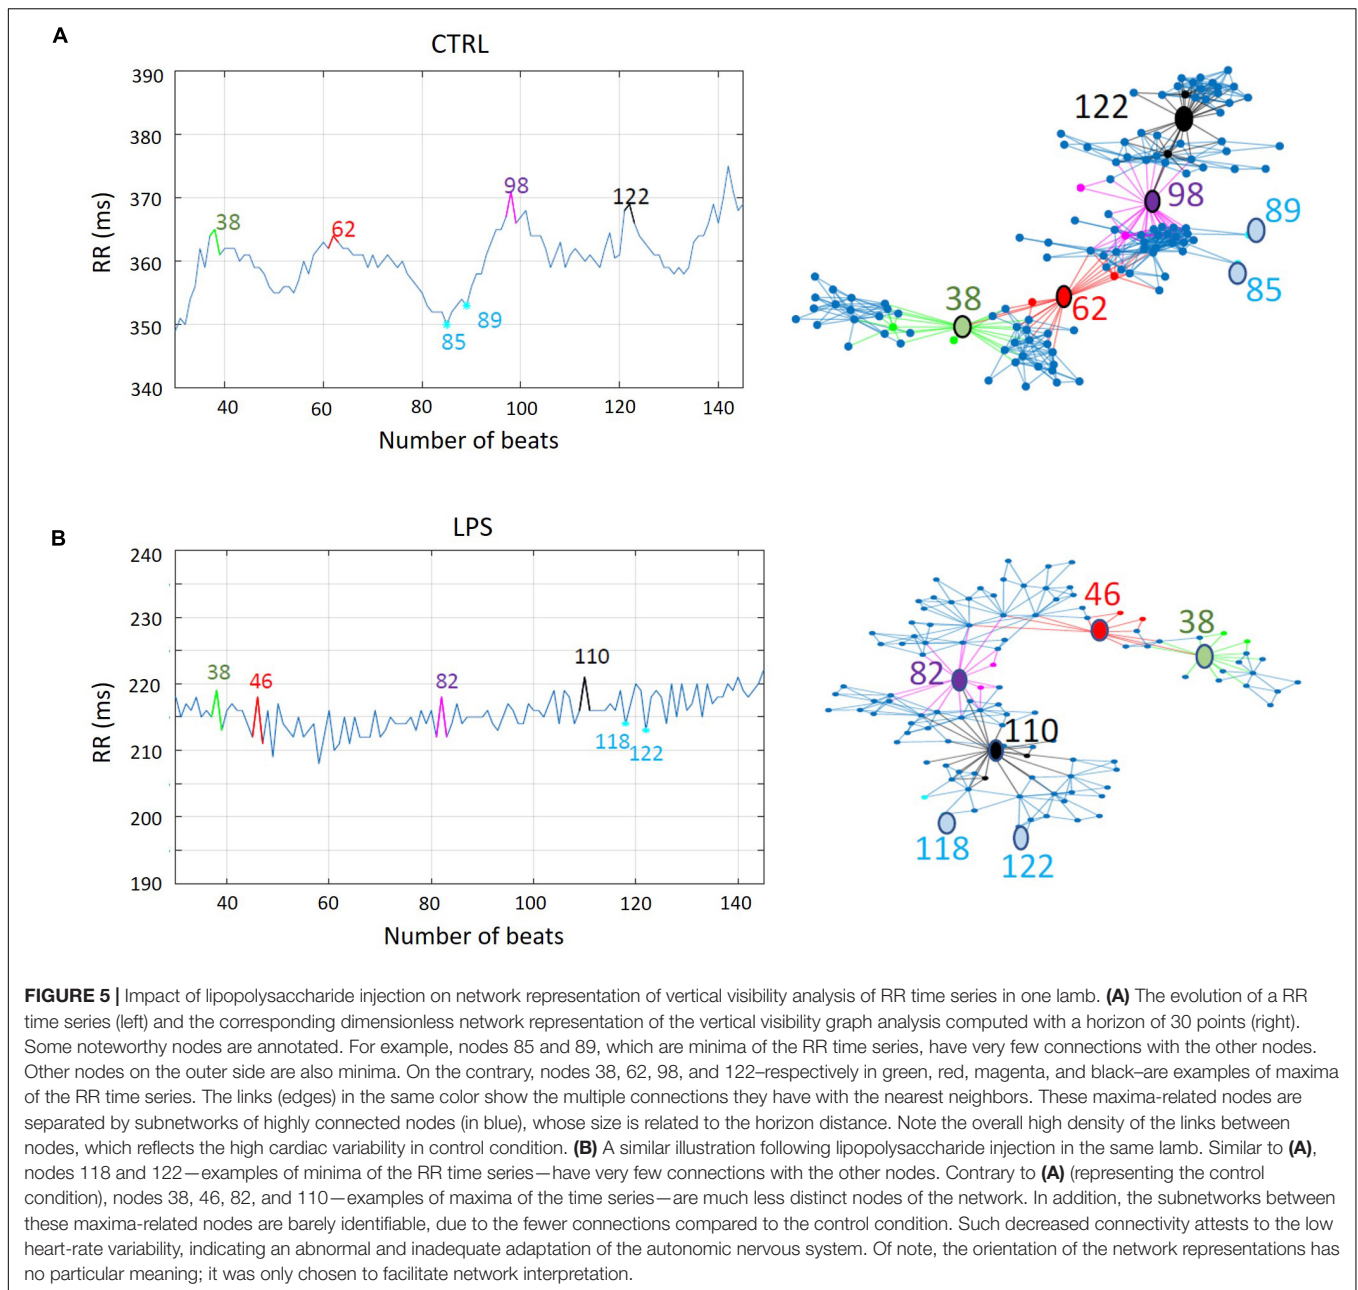 A
CTRL
390
380
370
360
350
340
RR (ms)
38
62
98
122
85
89
40
60
80
100
120
140
Number of beats
122
98
89
85
62
38
B
LPS
240
230
220
210
200
190
RR (ms)
38
46
82
110
118
122
40
60
80
100
120
140
Number of beats
46
38
82
110
118
122
FIGURE 5 | Impact of lipopolysaccharide injection on network representation of vertical visibility analysis of RR time series in one lamb. (A) The evolution of a RR
time series (left) and the corresponding dimensionless network representation of the vertical visibility graph analysis computed with a horizon of 30 points (right).
Some noteworthy nodes are annotated. For example, nodes 85 and 89, which are minima of the RR time series, have very few connections with the other nodes.
Other nodes on the outer side are also minima. On the contrary, nodes 38, 62, 98, and 122–respectively in green, red, magenta, and black–are examples of maxima
of the RR time series. The links (edges) in the same color show the multiple connections they have with the nearest neighbors. These maxima-related nodes are
separated by subnetworks of highly connected nodes (in blue), whose size is related to the horizon distance. Note the overall high density of the links between
nodes, which reflects the high cardiac variability in control condition. (B) A similar illustration following lipopolysaccharide injection in the same lamb. Similar to (A),
nodes 118 and 122—examples of minima of the RR time series—have very few connections with the other nodes. Contrary to (A) (representing the control
condition), nodes 38, 46, 82, and 110—examples of maxima of the time series—are much less distinct nodes of the network. In addition, the subnetworks between
these maxima-related nodes are barely identifiable, due to the fewer connections compared to the control condition. Such decreased connectivity attests to the low
heart-rate variability, indicating an abnormal and inadequate adaptation of the autonomic nervous system. Of note, the orientation of the network representations has
no particular meaning; it was only chosen to facilitate network interpretation.